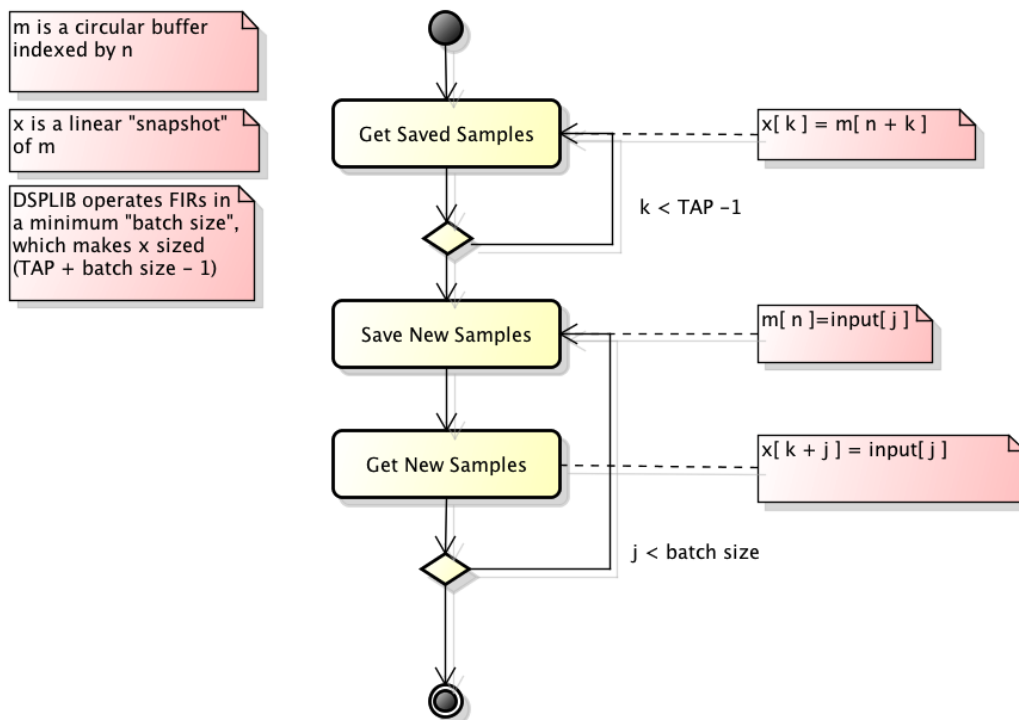 m is a circular buffer
indexed by n
x is a linear "snapshot"
of m
DSPLIB operates FIRs in
a minimum "batch size",
which makes x sized
(TAP + batch size - 1)
Get Saved Samples
x[ k ] = m[ n + k ]
k < TAP -1
Save New Samples
m[ n ]=input[ j ]
Get New Samples
x[ k + j ] = input[ j ]
j < batch size